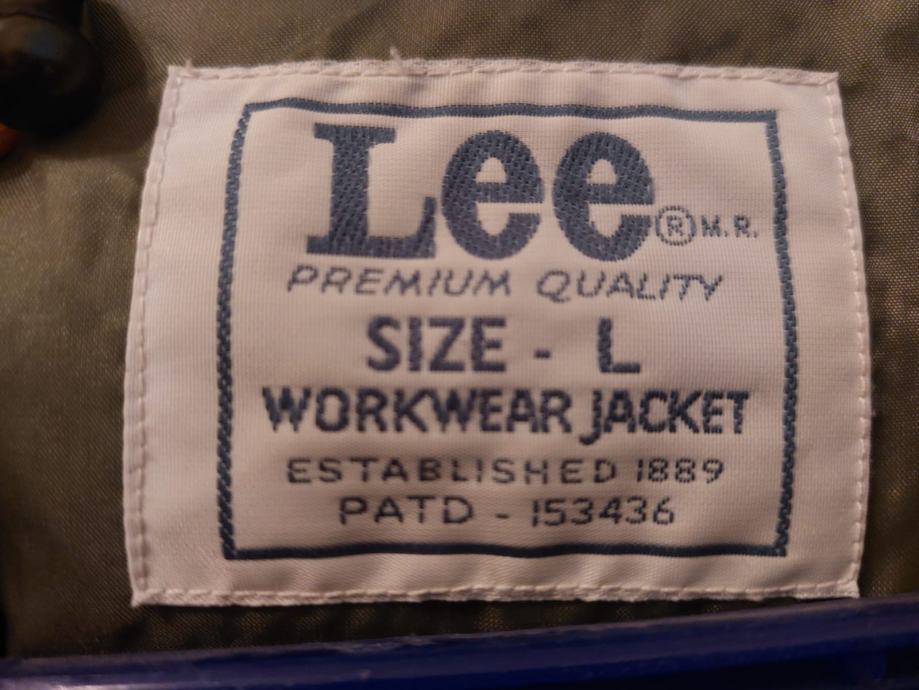 Lee ® M.R.
PREMIUM QUALITY
SIZE - L
WORKWEAR JACKET
ESTABLISHED 1889
PATD - 153436